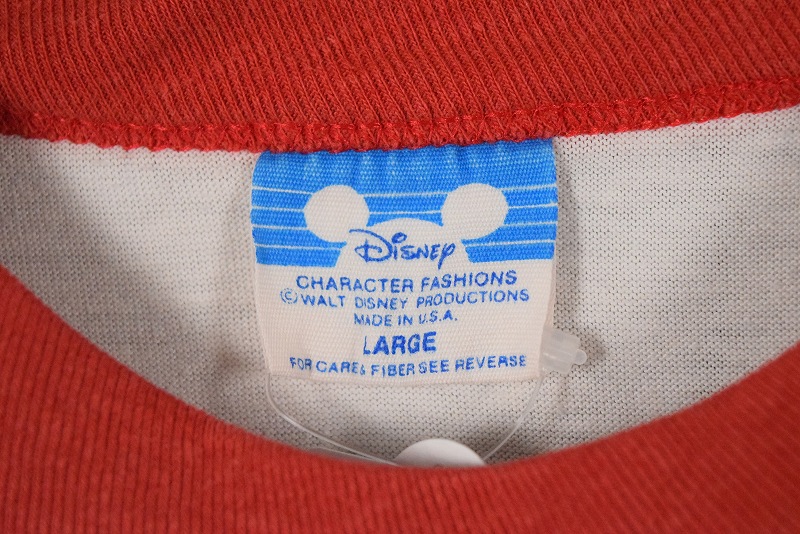 Disney
CHARACTER FASHIONS
© WALT DISNEY PRODUCTIONS
MADE IN U.S.A.
LARGE
FOR CARE & FIBER SEE REVERSE